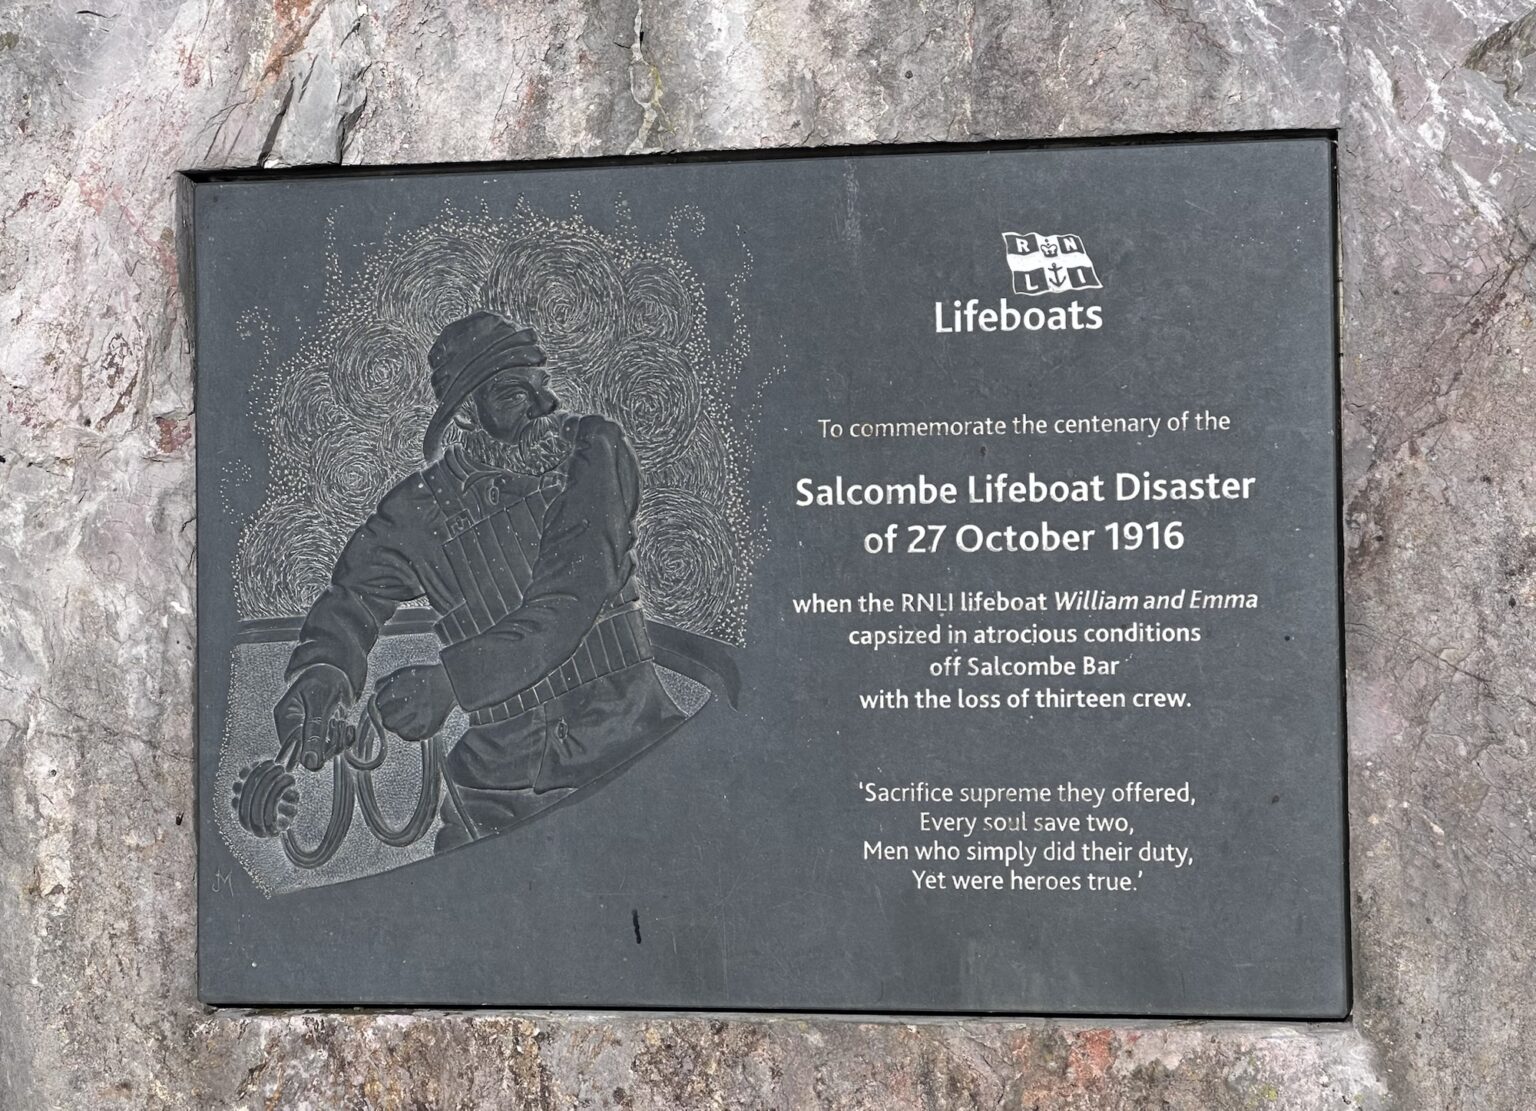 R N
L I
Lifeboats
To commemorate the centenary of the
Salcombe Lifeboat Disaster
of 27 October 1916
when the RNLI lifeboat William and Emma
capsized in atrocious conditions
off Salcombe Bar
with the loss of thirteen crew.
'Sacrifice supreme they offered,
Every soul save two,
Men who simply did their duty,
Yet were heroes true.'
JM